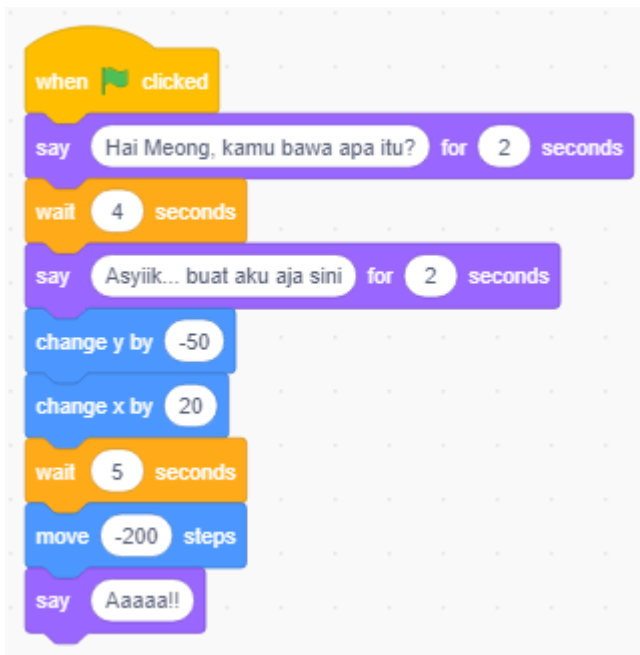 when clicked
say Hai Meong, kamu bawa apa itu? for 2 seconds
wait 4 seconds
say Asyiik... buat aku aja sini for 2 seconds
change y by -50
change x by 20
wait 5 seconds
move -200 steps
say Aaaaa!!